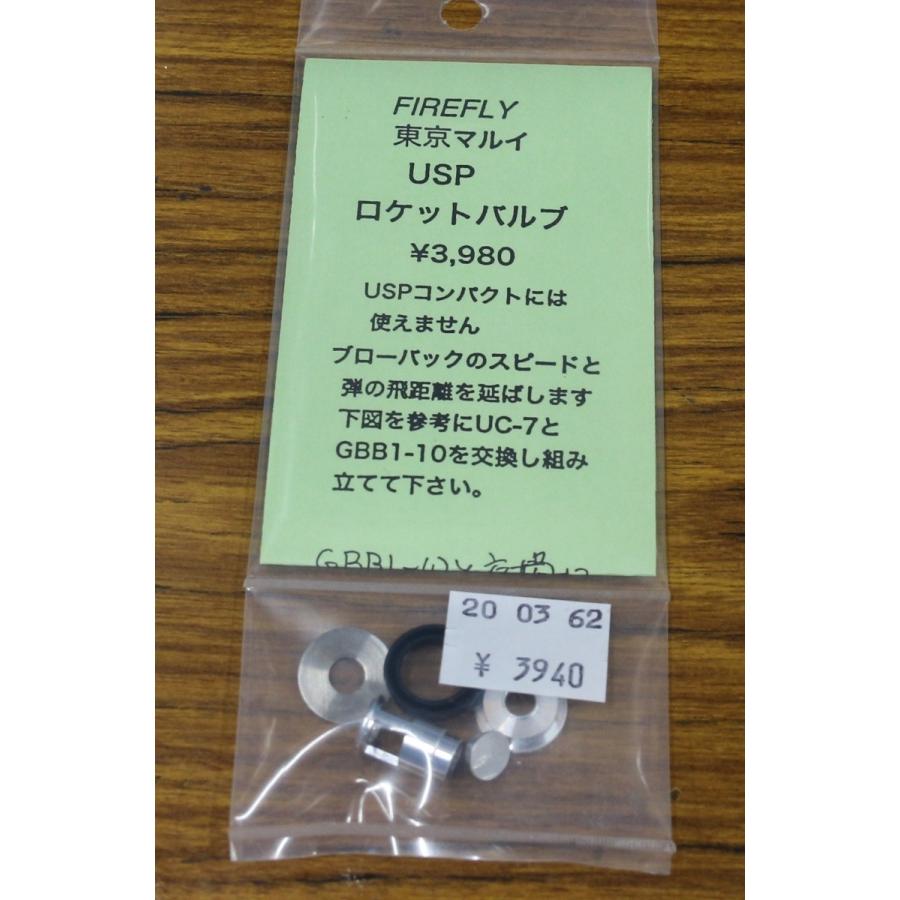 FIREFLY
東京マルイ
USP
ロケットバルブ
¥3,980
USPコンパクトには
使えません
ブローバックのスピードと
弾の飛距離を延ばします
下図を参考にUC-7と
GBB1-10を交換し組み
立てて下さい。
GBB1-10
20 03 62
¥ 3940